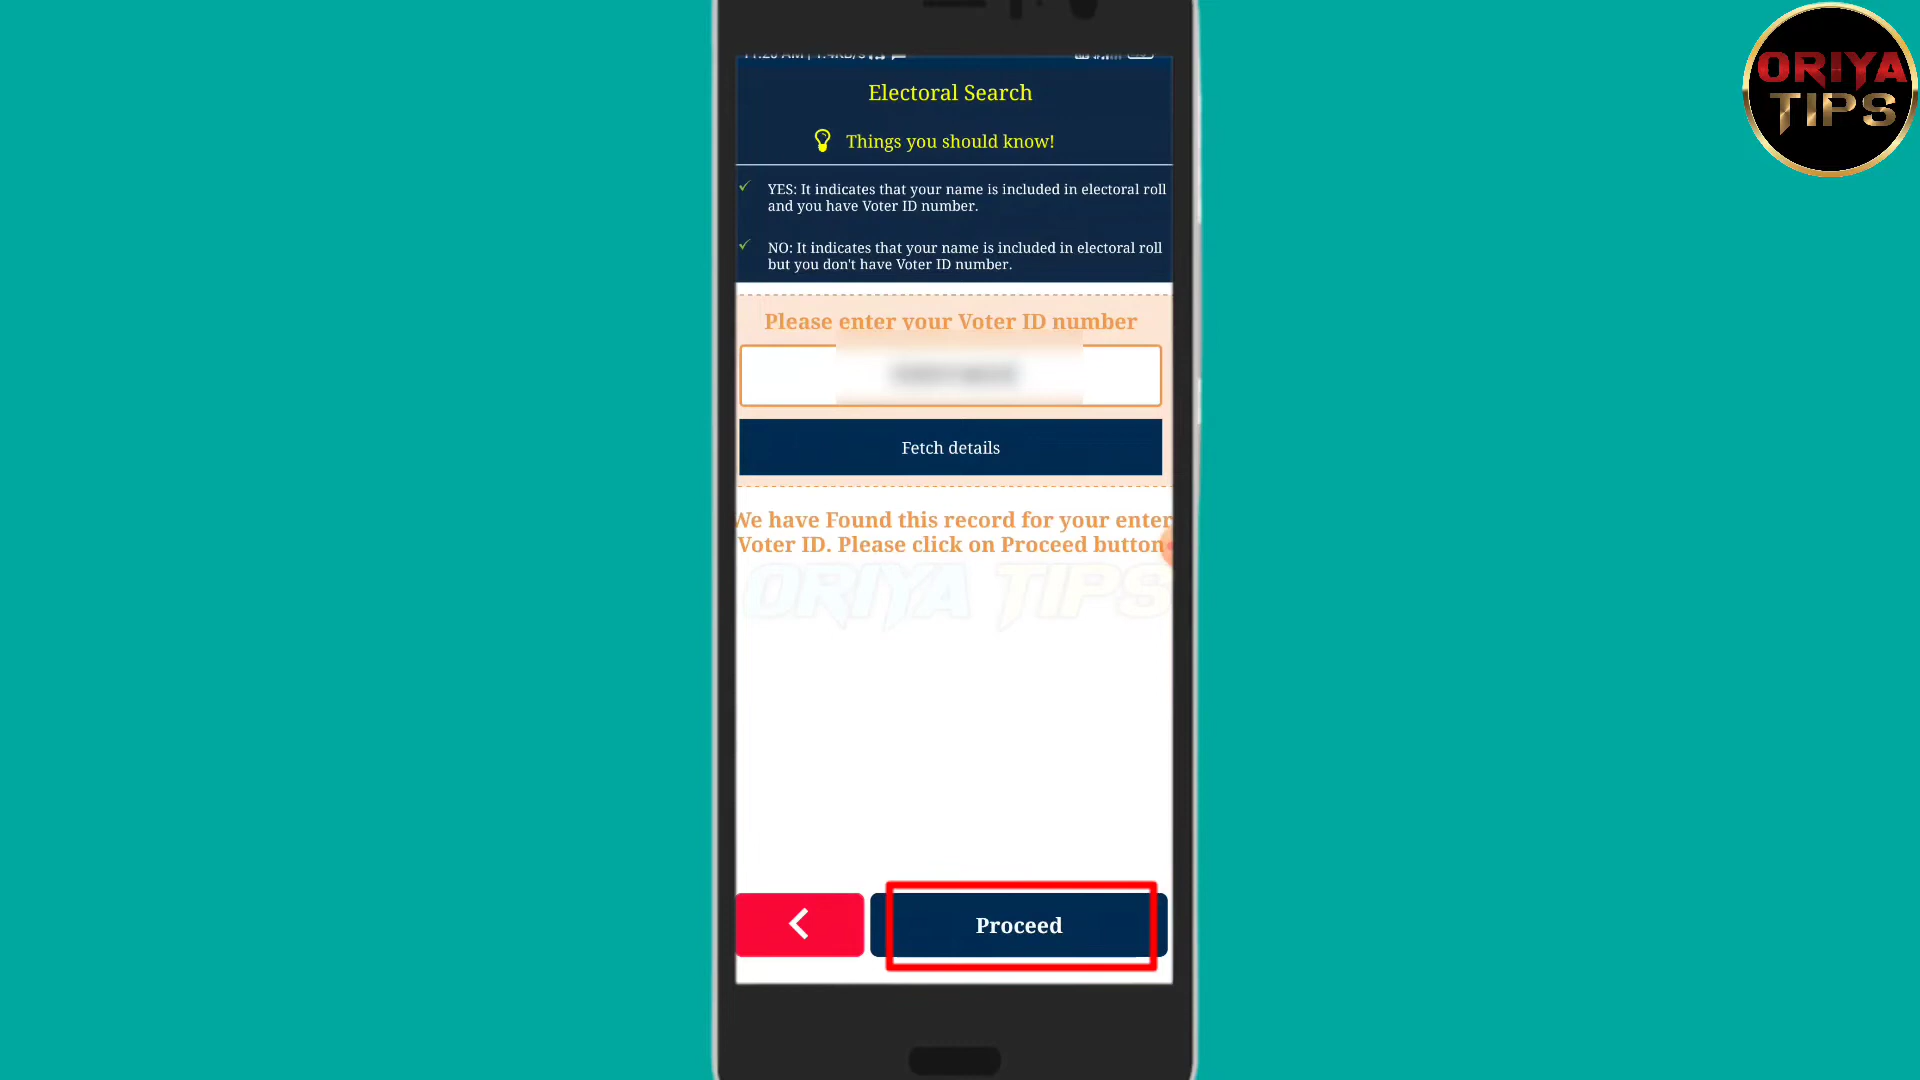 ORIYA
TIPS
Electoral Search
Things you should know!
YES: It indicates that your name is included in electoral roll
and you have Voter ID number.
NO: It indicates that your name is included in electoral roll
but you don't have Voter ID number.
Please enter your Voter ID number
Fetch details
We have Found this record for your enter
Voter ID. Please click on Proceed button
ORIYA TIPS
Proceed